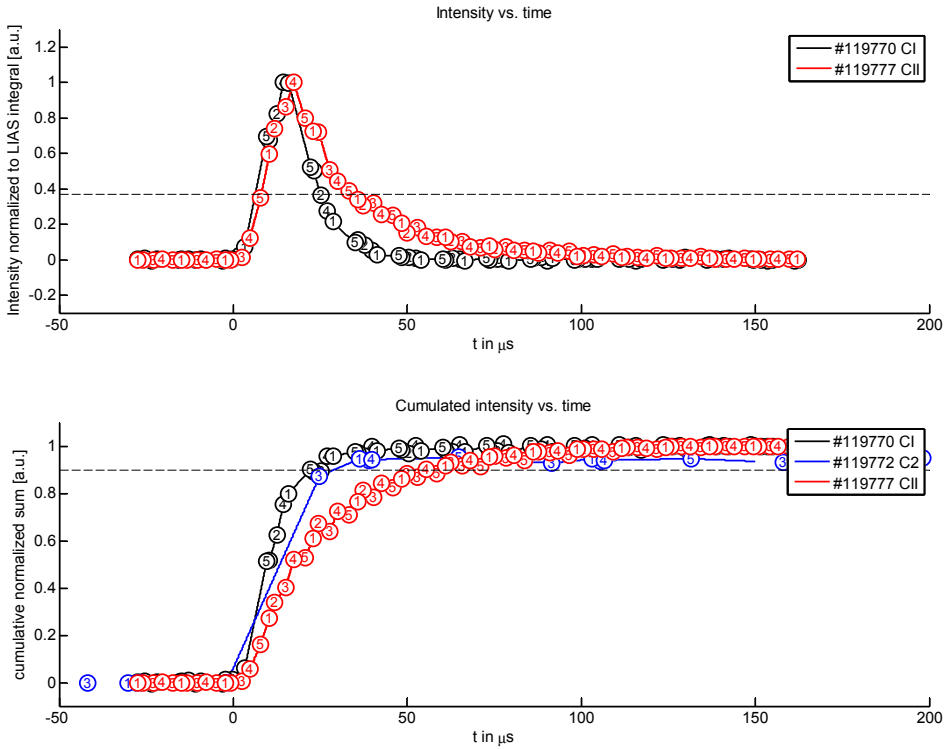 Intensity vs. time
Intensity normalized to LIAS integral [a.u.]
1.2
1
0.8
0.6
0.4
0.2
0
-0.2
#119770 CI
#119777 CII
-50
0
50
100
150
200
t in μs
Cumulated intensity vs. time
cumulative normalized sum [a.u.]
1
0.8
0.6
0.4
0.2
0
#119770 CI
#119772 C2
#119777 CII
-50
0
50
100
150
200
t in μs